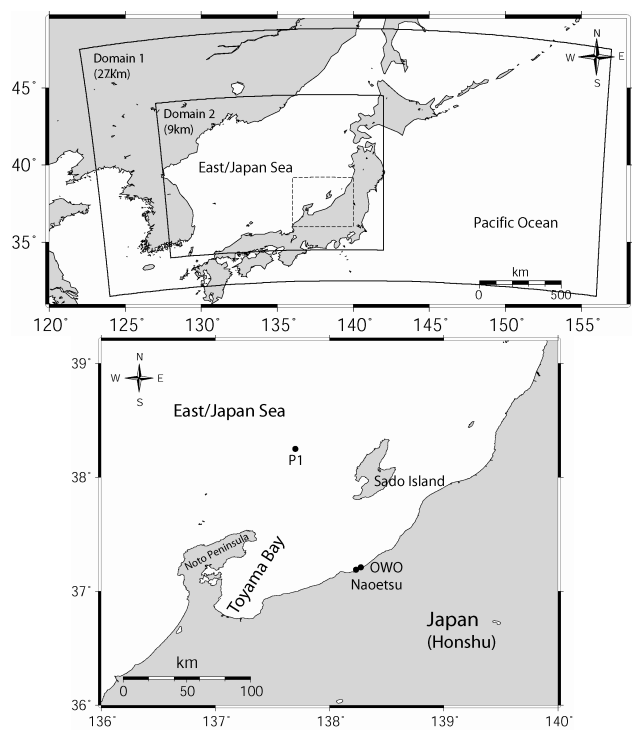 N
W E
S
45°
40°
35°
Domain 1
(27km)
Domain 2
(9km)
East/Japan Sea
Pacific Ocean
km
0 500
120° 125° 130° 135° 140° 145° 150° 155°
39°
38°
37°
36°
N
W E
S
East/Japan Sea
P1
Sado Island
Noto Peninsula
Toyama Bay
OWO
Naoetsu
Japan
(Honshu)
km
0 50 100
136° 137° 138° 139° 140°